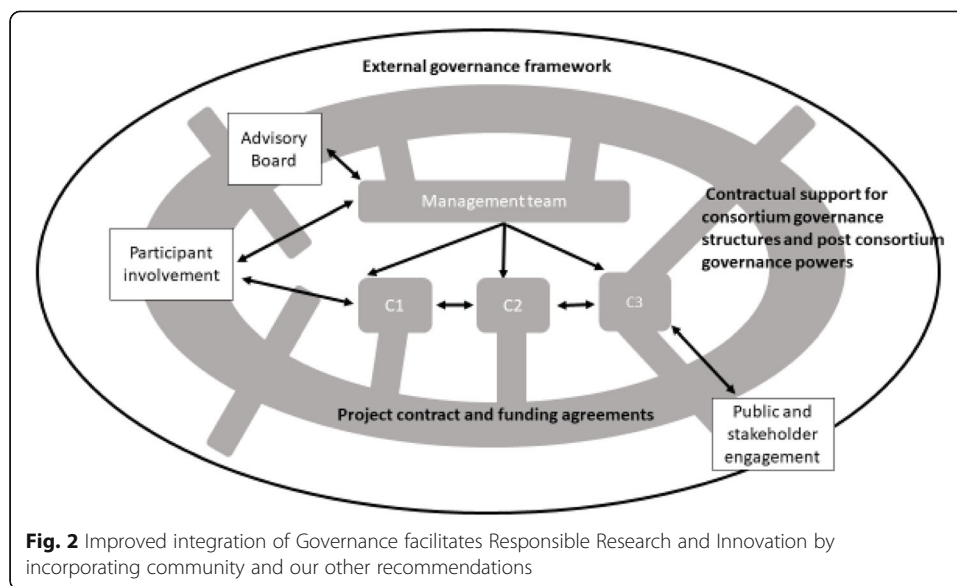 External governance framework
Advisory
Board
Management team
Contractual support for
consortium governance
structures and post consortium
governance powers
Participant
involvement
C1
C2
C3
Project contract and funding agreements
Public and
stakeholder
engagement
Fig. 2 Improved integration of Governance facilitates Responsible Research and Innovation by
incorporating community and our other recommendations